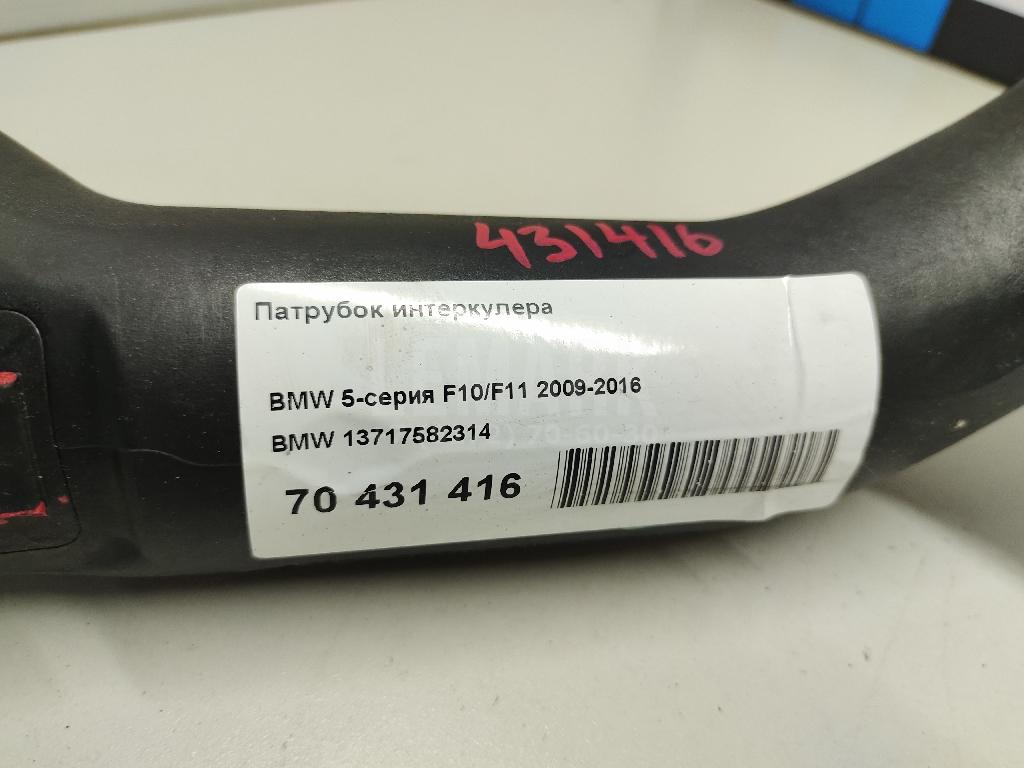 431416
Патрубок интеркулера
BMW 5-серия F10/F11 2009-2016
BMW 13717582314
70 431 416